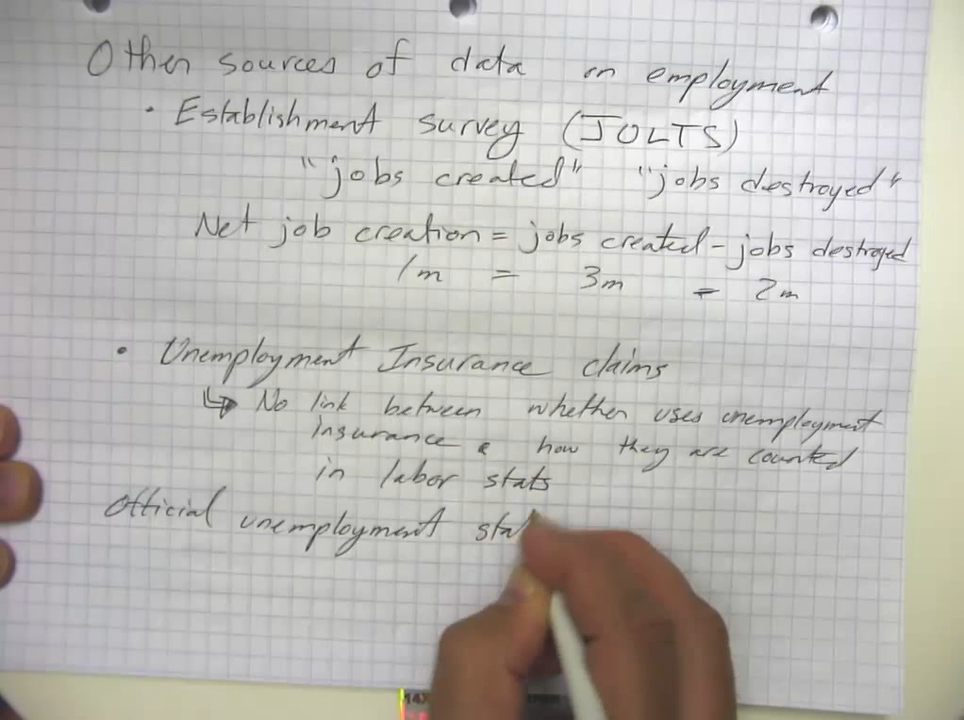 Other sources of data on employment
• Establishment survey (JOLTS)
"jobs created" "jobs destroyed"
Net job creation = jobs created - jobs destroyed
1m = 3m - 2m
• Unemployment Insurance claims
↳ No link between whether uses unemployment
insurance & how they are counted
in labor stats
Official unemployment sta